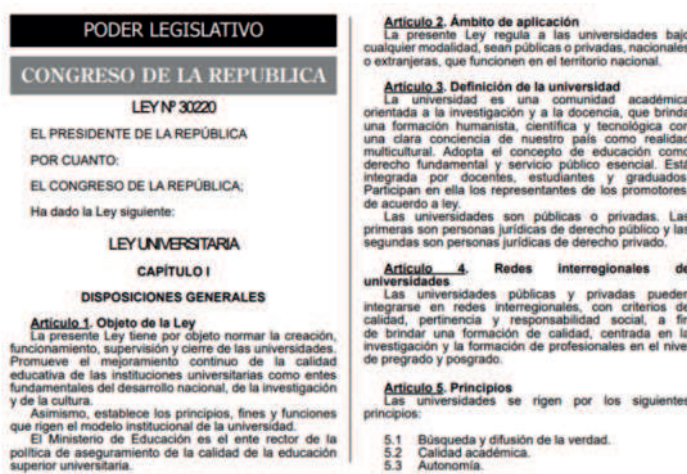 PODER LEGISLATIVO
CONGRESO DE LA REPUBLICA
LEY Nº 30220
EL PRESIDENTE DE LA REPÚBLICA
POR CUANTO:
EL CONGRESO DE LA REPÚBLICA;
Ha dado la Ley siguiente:
LEY UNIVERSITARIA
CAPÍTULO I
DISPOSICIONES GENERALES
Artículo 1. Objeto de la Ley
La presente Ley tiene por objeto normar la creación,
funcionamiento, supervisión y cierre de las universidades.
Promueve el mejoramiento continuo de la calidad
educativa de las instituciones universitarias como entes
fundamentales del desarrollo nacional, de la investigación
y de la cultura.
Asimismo, establece los principios, fines y funciones
que rigen el modelo institucional de la universidad.
El Ministerio de Educación es el ente rector de la
política de aseguramiento de la calidad de la educación
superior universitaria.
Artículo 2. Ámbito de aplicación
La presente Ley regula a las universidades bajo
cualquier modalidad, sean públicas o privadas, nacionales
o extranjeras, que funcionen en el territorio nacional.
Artículo 3. Definición de la universidad
La universidad es una comunidad académica
orientada a la investigación y a la docencia, que brinda
una formación humanista, científica y tecnológica con
una clara conciencia de nuestro país como realidad
multicultural. Adopta el concepto de educación como
derecho fundamental y servicio público esencial. Está
integrada por docentes, estudiantes y graduados.
Participan en ella los representantes de los promotores,
de acuerdo a ley.
Las universidades son públicas o privadas. Las
primeras son personas jurídicas de derecho público y las
segundas son personas jurídicas de derecho privado.
Artículo 4. Redes interregionales de
universidades
Las universidades públicas y privadas pueden
integrarse en redes interregionales, con criterios de
calidad, pertinencia y responsabilidad social, a fin
de brindar una formación de calidad, centrada en la
investigación y la formación de profesionales en el nivel
de pregrado y posgrado.
Artículo 5. Principios
Las universidades se rigen por los siguientes
principios:
5.1 Búsqueda y difusión de la verdad.
5.2 Calidad académica.
5.3 Autonomía.